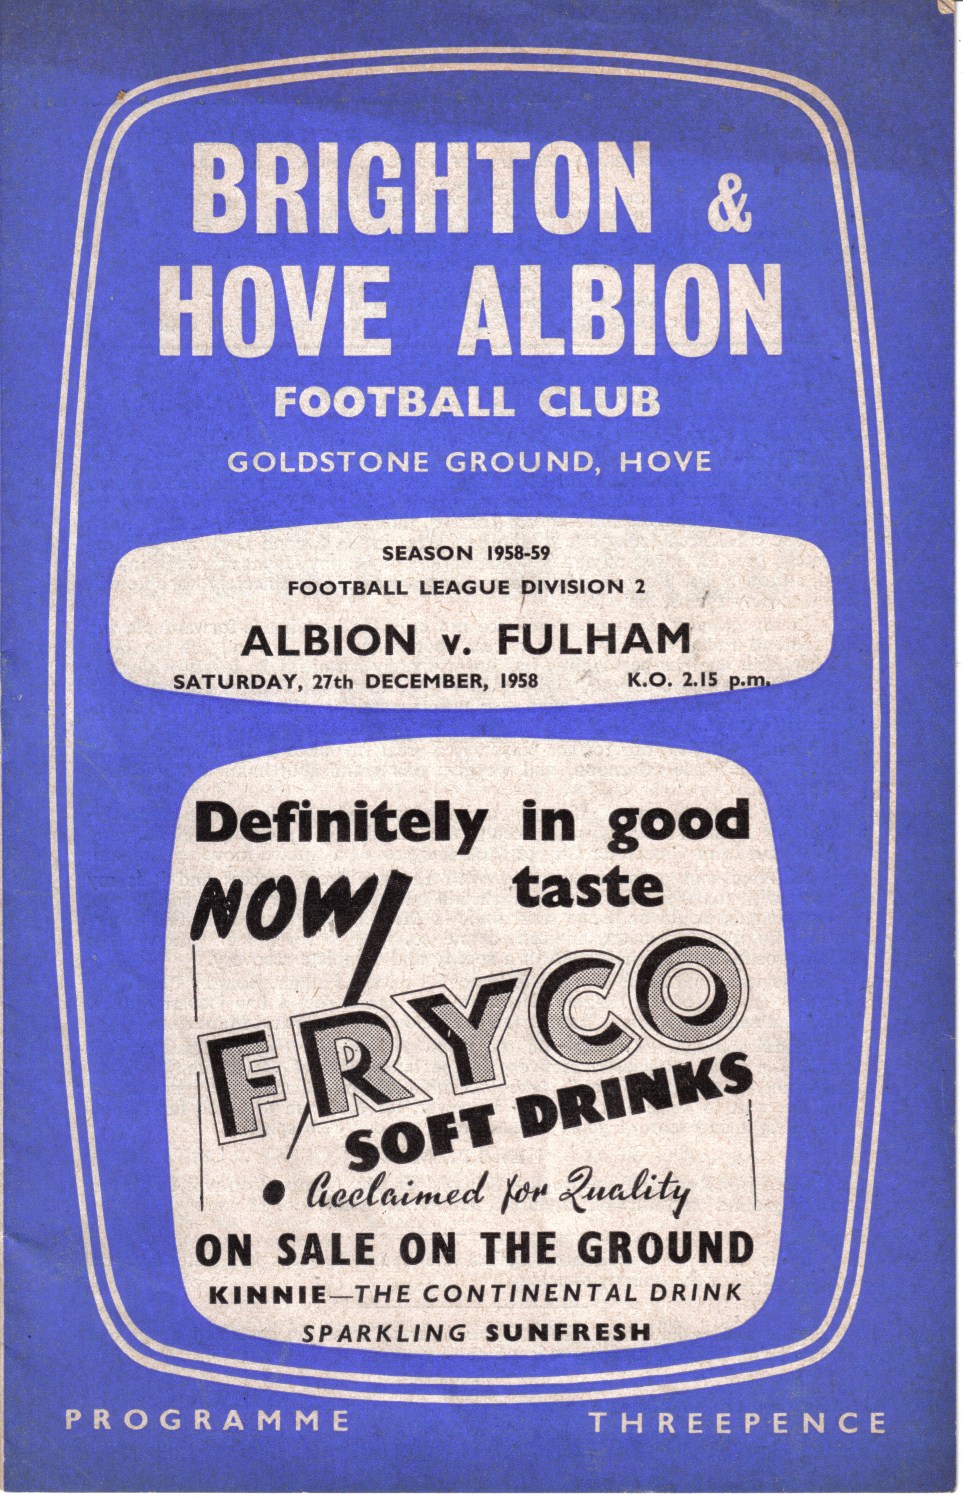 BRIGHTON &
HOVE ALBION
FOOTBALL CLUB
GOLDSTONE GROUND, HOVE
SEASON 1958-59
FOOTBALL LEAGUE DIVISION 2
ALBION v. FULHAM
SATURDAY, 27th DECEMBER, 1958 K.O. 2.15 p.m.
Definitely in good
taste
NOW!
FRYCO
SOFT DRINKS
• Acclaimed for Quality
ON SALE ON THE GROUND
KINNIE—THE CONTINENTAL DRINK
SPARKLING SUNFRESH
PROGRAMME THREEPENCE